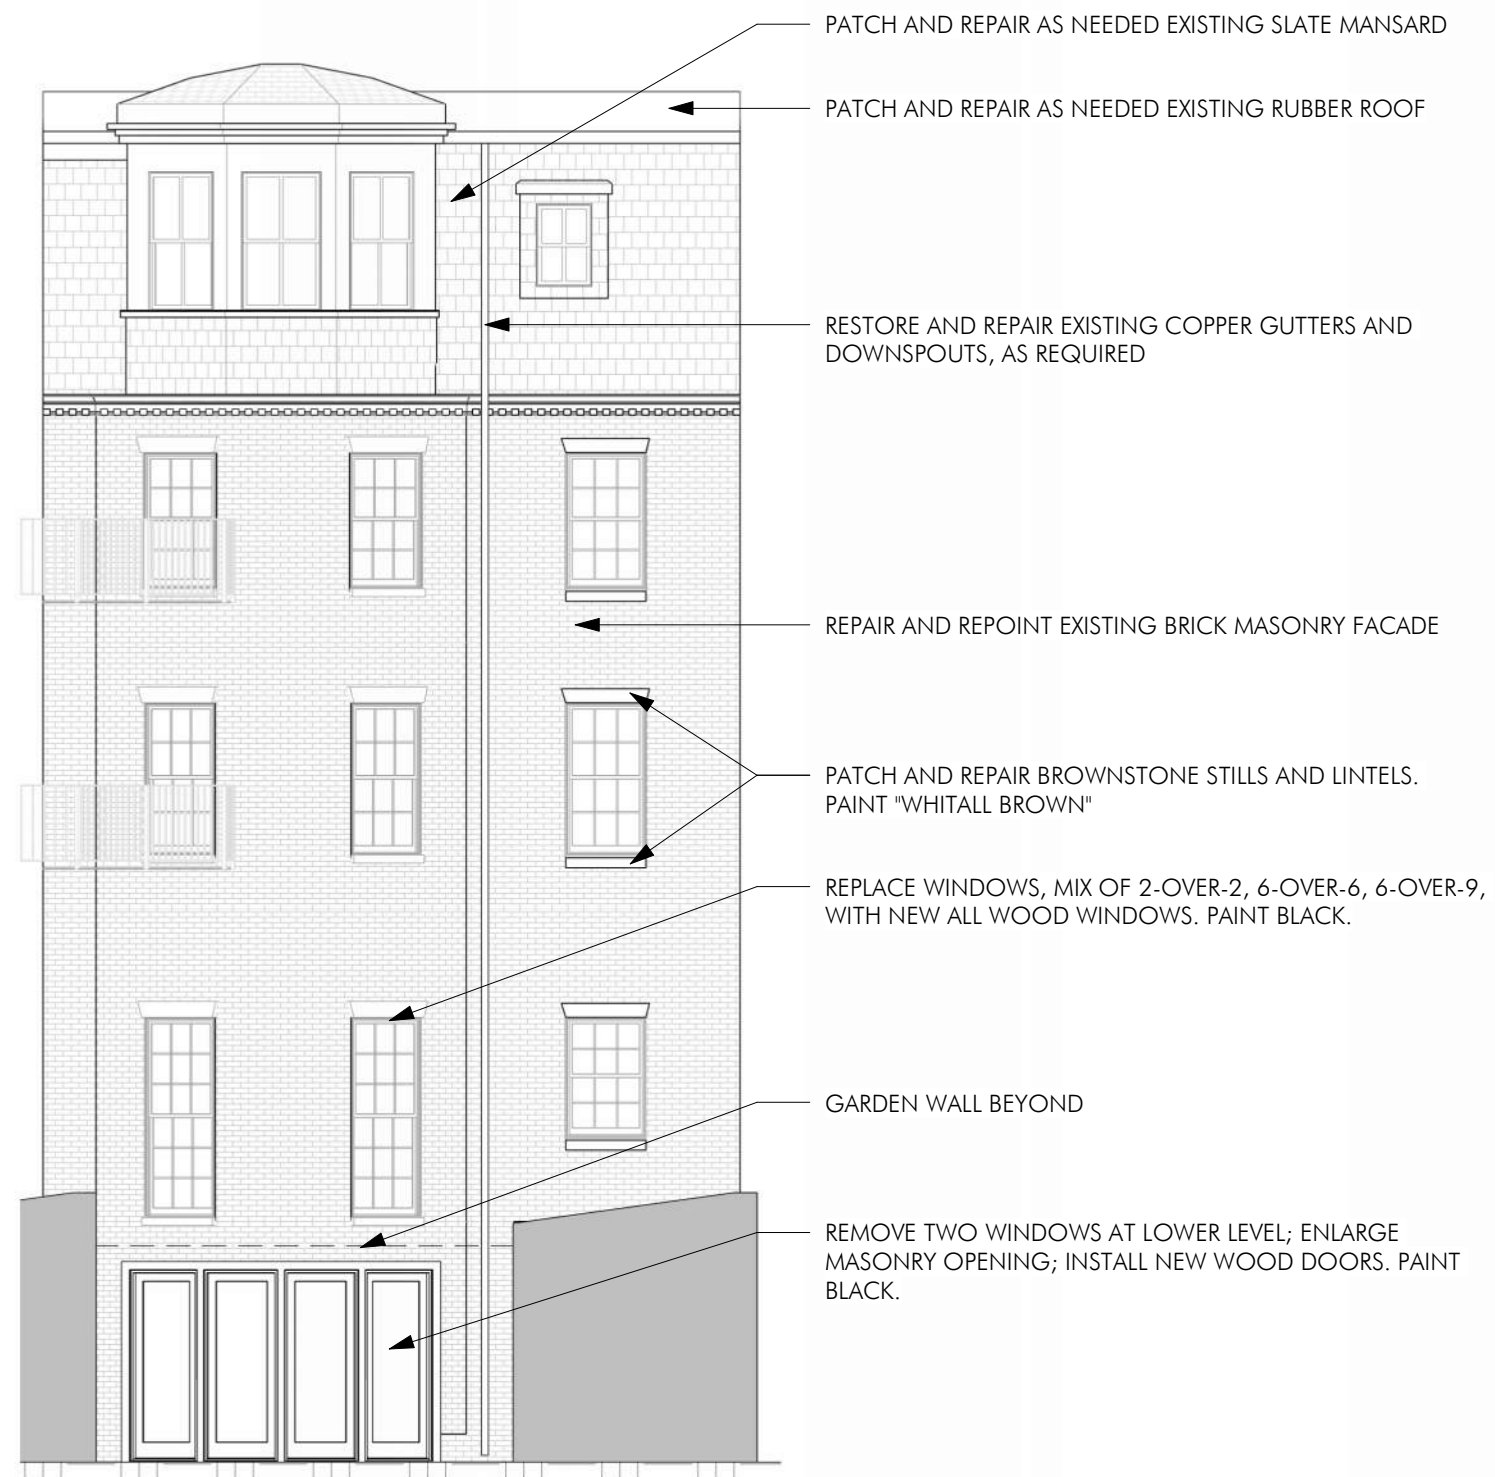 PATCH AND REPAIR AS NEEDED EXISTING SLATE MANSARD
PATCH AND REPAIR AS NEEDED EXISTING RUBBER ROOF
RESTORE AND REPAIR EXISTING COPPER GUTTERS AND
DOWNSPOUTS, AS REQUIRED
REPAIR AND REPOINT EXISTING BRICK MASONRY FACADE
PATCH AND REPAIR BROWNSTONE STILLS AND LINTELS.
PAINT "WHITALL BROWN"
REPLACE WINDOWS, MIX OF 2-OVER-2, 6-OVER-6, 6-OVER-9,
WITH NEW ALL WOOD WINDOWS. PAINT BLACK.
GARDEN WALL BEYOND
REMOVE TWO WINDOWS AT LOWER LEVEL; ENLARGE
MASONRY OPENING; INSTALL NEW WOOD DOORS. PAINT
BLACK.